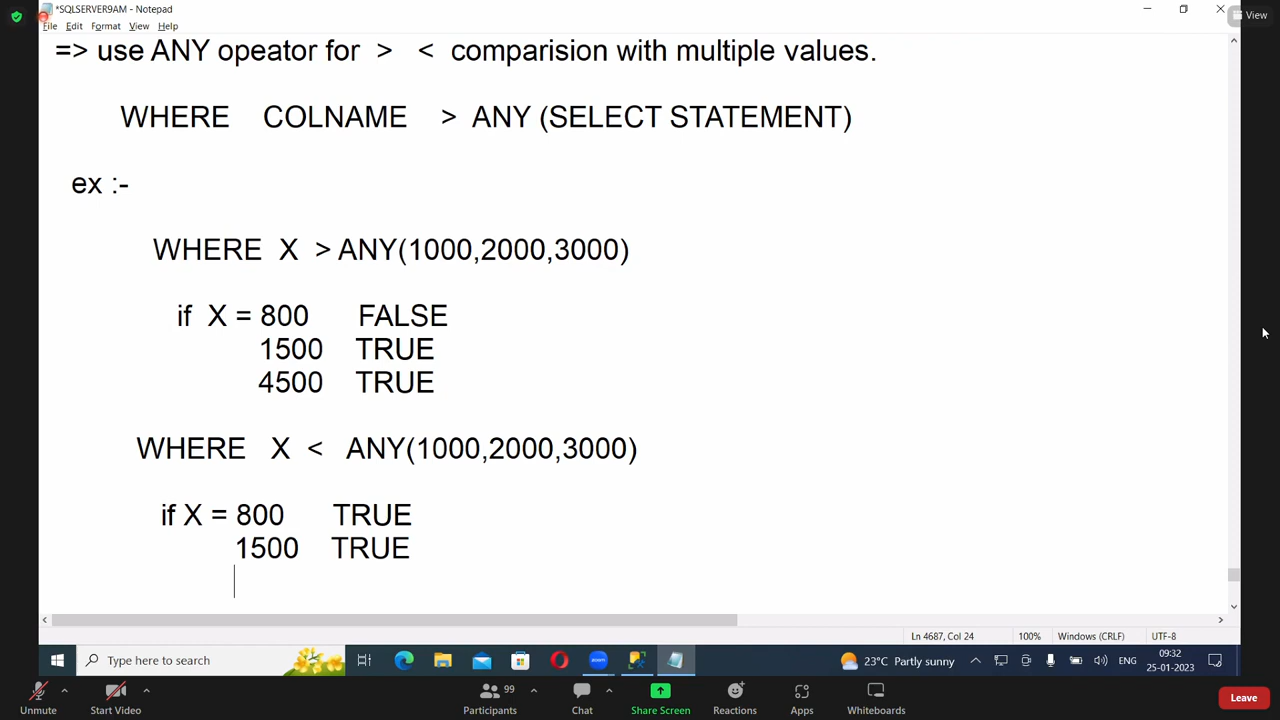 *SQLSERVER9AM - Notepad
File Edit Format View Help
View
=> use ANY opeator for > < comparision with multiple values.
WHERE COLNAME > ANY (SELECT STATEMENT)
ex :-
WHERE X > ANY(1000,2000,3000)
if X = 800 FALSE
1500 TRUE
4500 TRUE
WHERE X < ANY(1000,2000,3000)
if X = 800 TRUE
1500 TRUE
Ln 4687, Col 24 100% Windows (CRLF) UTF-8
Type here to search
zoom
23°C Partly sunny
ENG
09:32
25-01-2023
99
Unmute Start Video Participants Chat Share Screen Reactions Apps Whiteboards
Leave